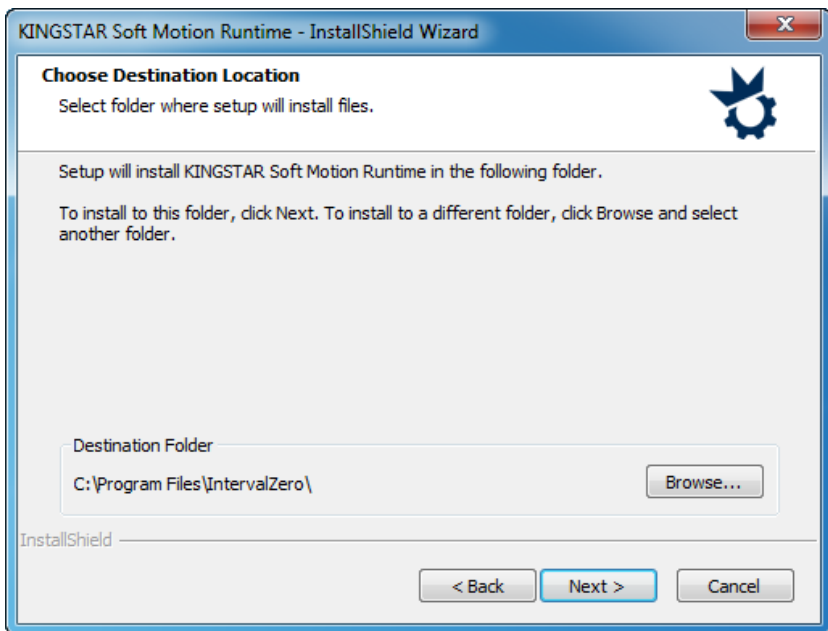 KINGSTAR Soft Motion Runtime - InstallShield Wizard
Choose Destination Location
Select folder where setup will install files.
Setup will install KINGSTAR Soft Motion Runtime in the following folder.
To install to this folder, click Next. To install to a different folder, click Browse and select
another folder.
Destination Folder
C:\Program Files\IntervalZero\
Browse...
InstallShield
< Back
Next >
Cancel